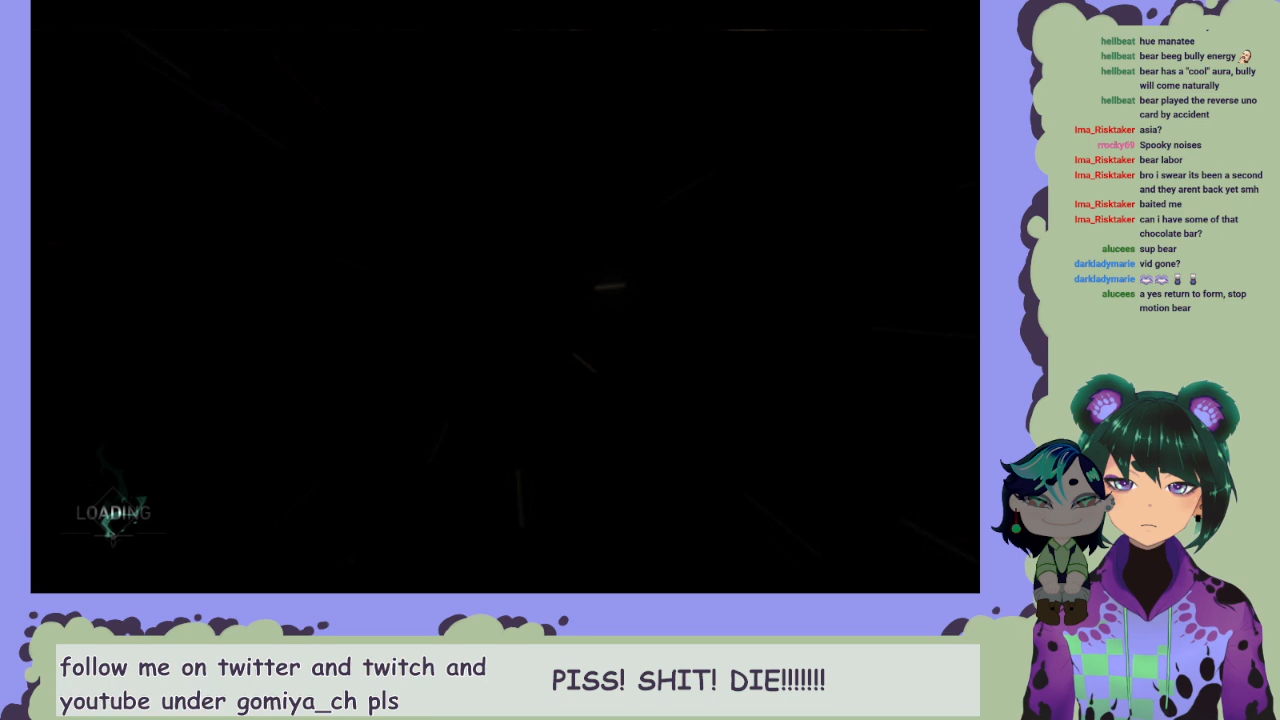 hellbeat hue manatee
hellbeat bear beeg bully energy
hellbeat bear has a "cool" aura, bully
will come naturally
hellbeat bear played the reverse uno
card by accident
Ima_Risktaker asia?
rrocky69 Spooky noises
Ima_Risktaker bear labor
Ima_Risktaker bro i swear its been a second
and they arent back yet smh
Ima_Risktaker baited me
Ima_Risktaker can i have some of that
chocolate bar?
alucees sup bear
darkladymarie vid gone?
darkladymarie
alucees a yes return to form, stop
motion bear
LOADING
follow me on twitter and twitch and
youtube under gomiya_ch pls
PISS! SHIT! DIE!!!!!!!